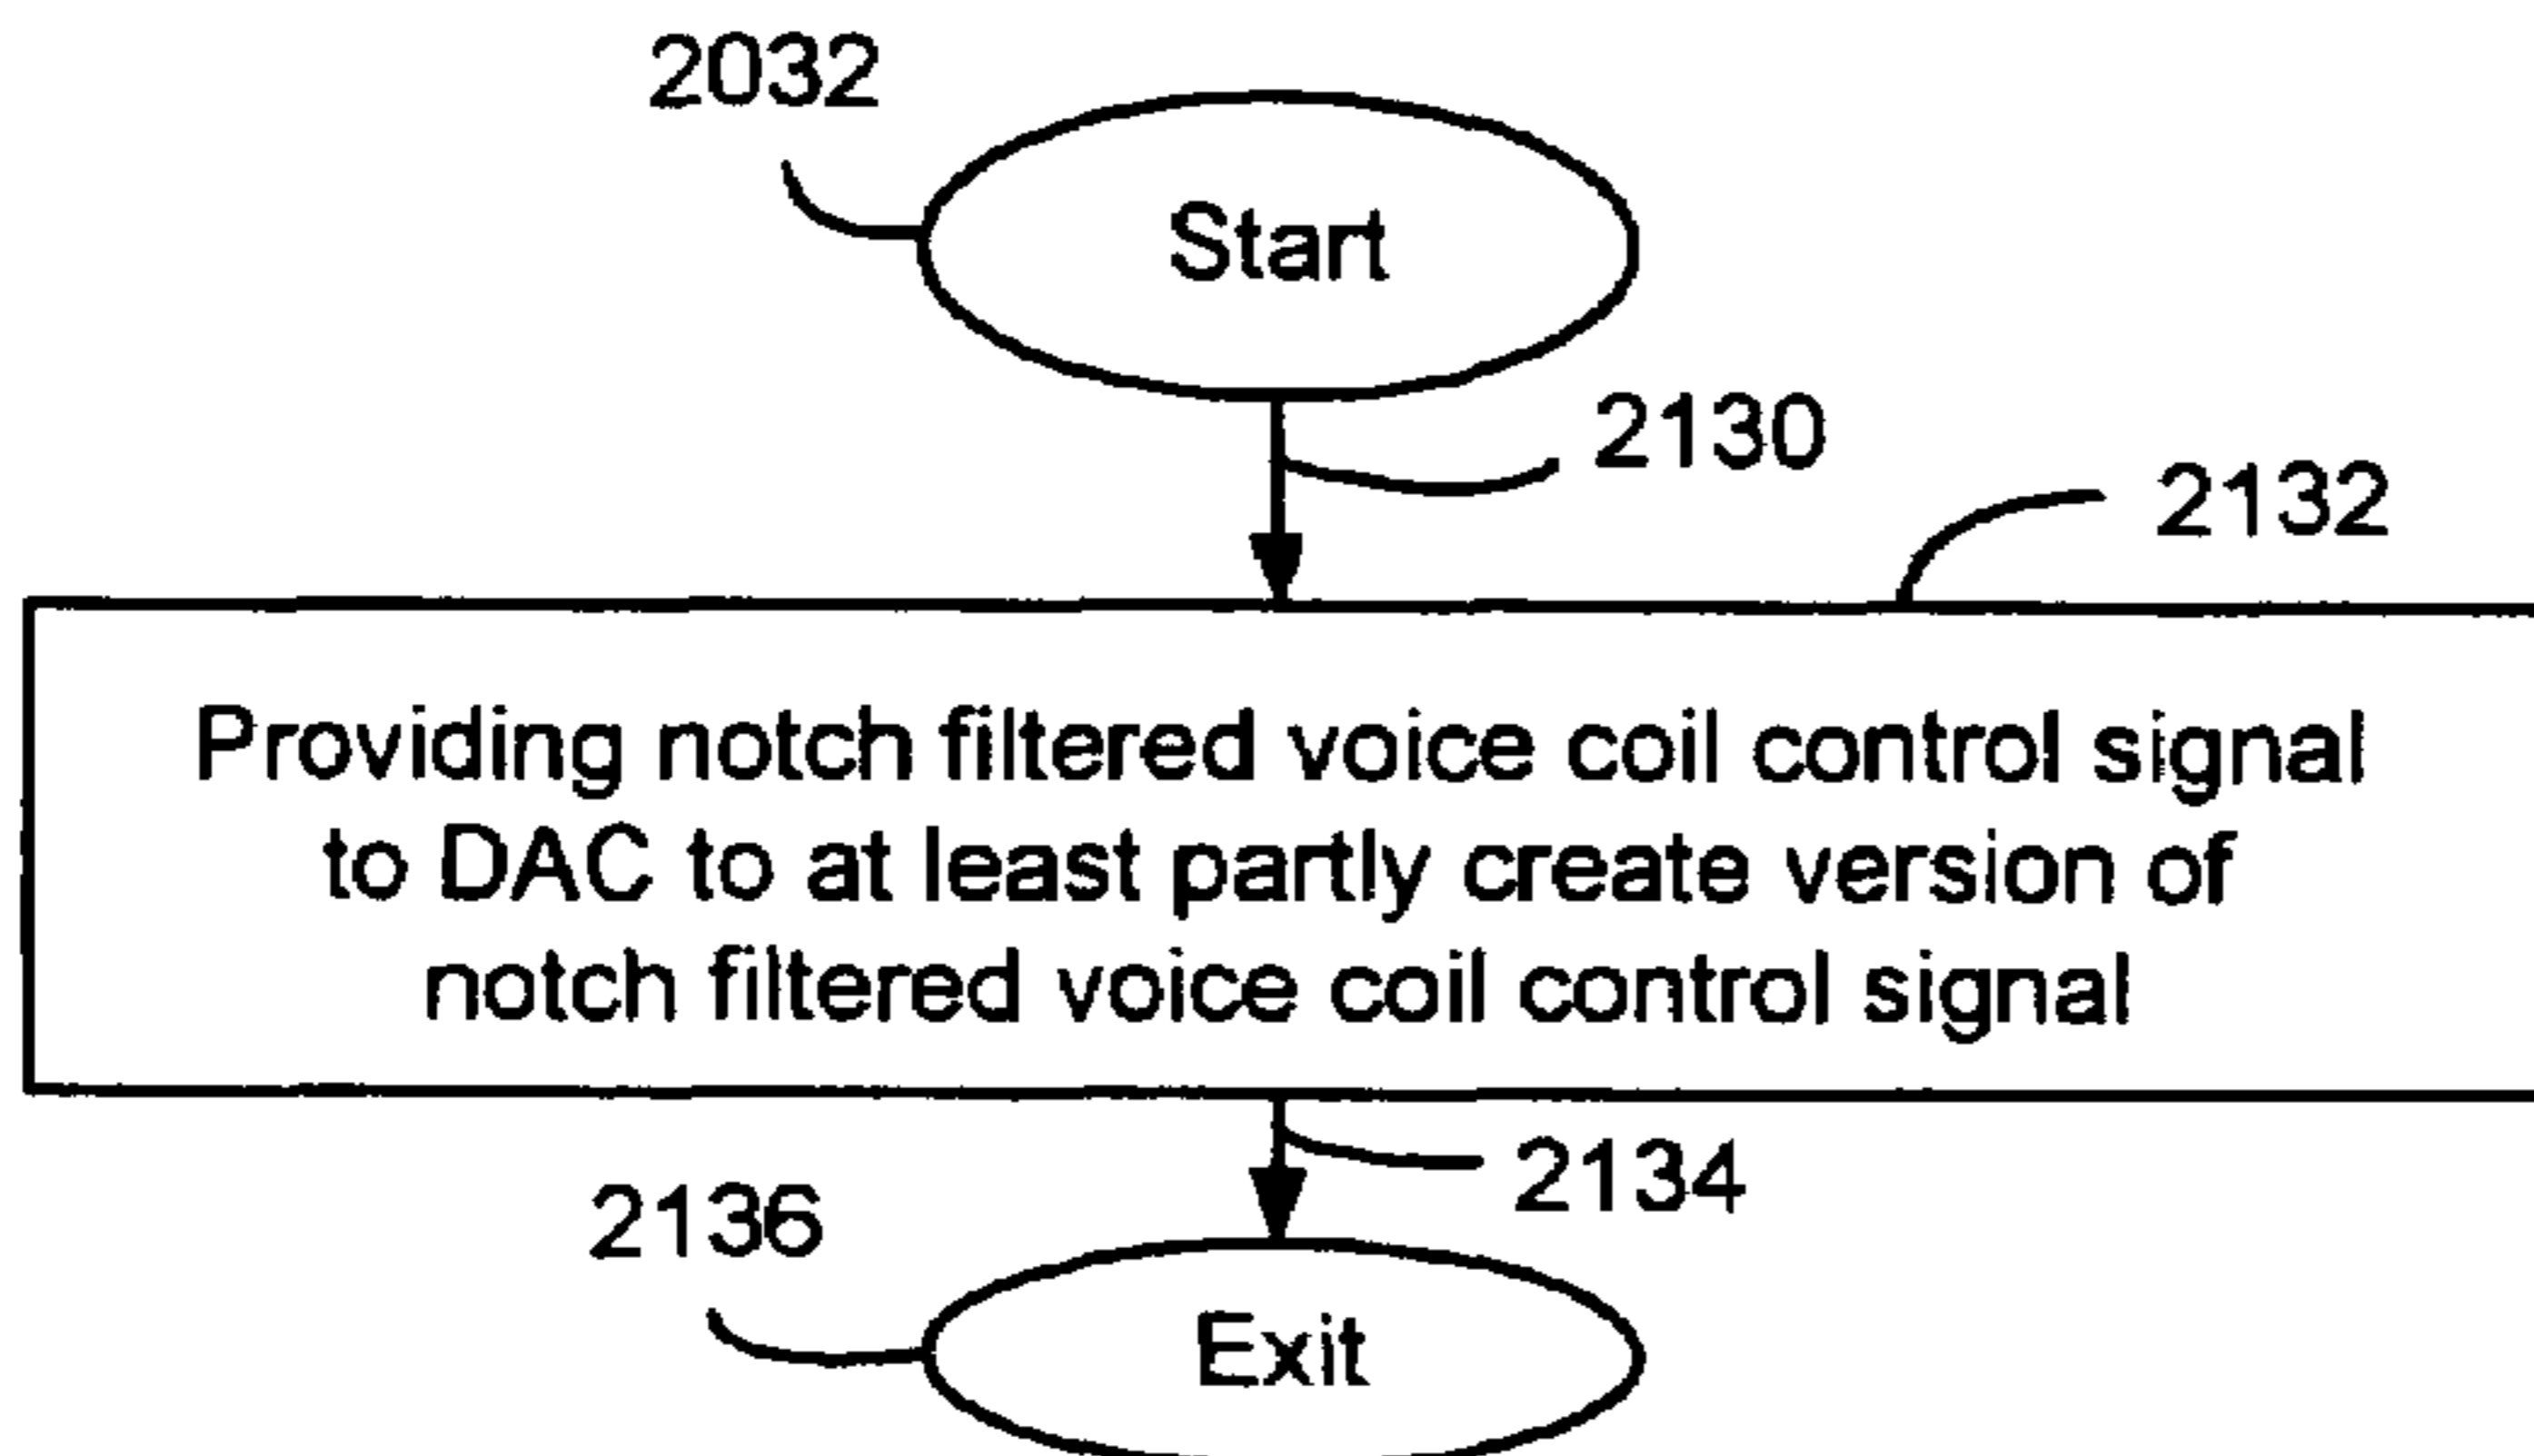 2032
Start
2130
2132
Providing notch filtered voice coil control signal
to DAC to at least partly create version of
notch filtered voice coil control signal
2134
2136
Exit